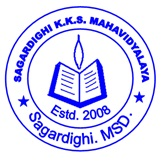 SAGARDIGHI K.K.S. MAHAVIDYALAYA
Estd. 2008
Sagardighi. MSD.